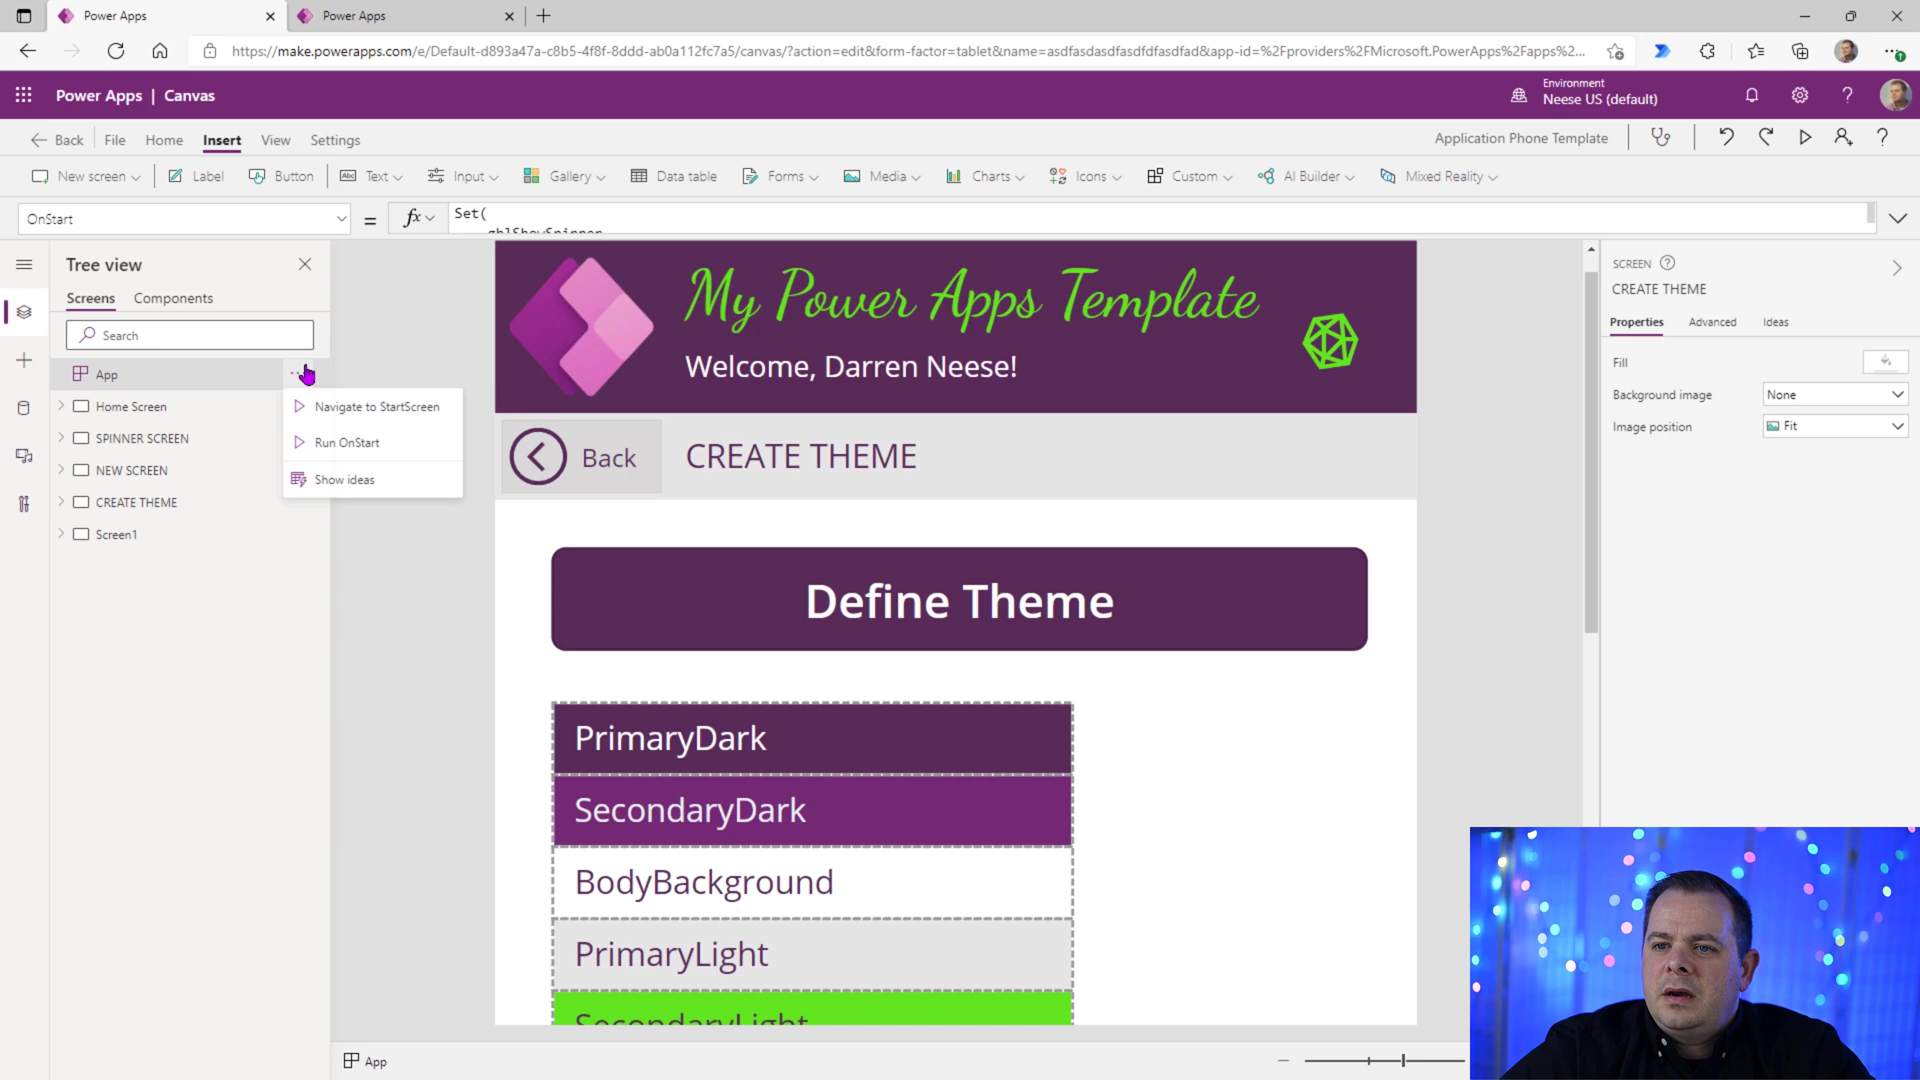 Power Apps
Power Apps
https://make.powerapps.com/e/Default-d893a47a-c8b5-4f8f-8ddd-ab0a112fc7a5/canvas/?action=edit&form-factor=tablet&name=asdfasdasdfasdfdfasdfad&app-id=%2Fproviders%2FMicrosoft.PowerApps%2Fapps%2...
Power Apps | Canvas
Environment
Neese US (default)
Back File Home Insert View Settings
Application Phone Template
New screen Label Button Text Input Gallery Data table Forms Media Charts Icons Custom AI Builder Mixed Reality
OnStart = fx Set(
gblShowSpinner
Tree view
Screens Components
Search
App
Home Screen
SPINNER SCREEN
NEW SCREEN
CREATE THEME
Screen1
Navigate to StartScreen
Run OnStart
Show ideas
My Power Apps Template
Welcome, Darren Neese!
Back CREATE THEME
Define Theme
PrimaryDark
SecondaryDark
BodyBackground
PrimaryLight
SecondaryLight
SCREEN
CREATE THEME
Properties Advanced Ideas
Fill
Background image None
Image position Fit
App